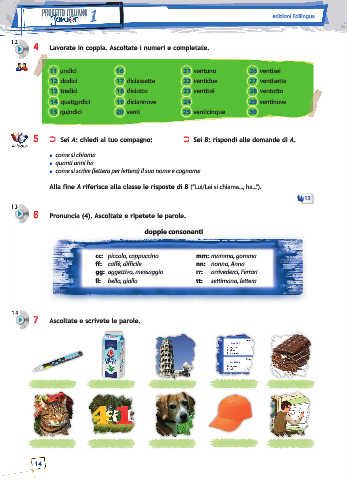 PROGETTO ITALIANO
Junior 1
edizioni Edilingua
12
4 Lavorate in coppia. Ascoltate i numeri e completate.
11 undici 16 21 ventuno 26 ventisei
12 dodici 17 diciassette 22 ventidue 27 ventisette
13 tredici 18 diciotto 23 ventitré 28 ventotto
14 quattordici 19 diciannove 24 29 ventinove
15 quindici 20 venti 25 venticinque 30
5 Sei A: chiedi al tuo compagno: Sei B: rispondi alle domande di A.
• come si chiama
• quanti anni ha
• come si scrive (lettera per lettera) il suo nome e cognome
Alla fine A riferisce alla classe le risposte di B ("Lui/Lei si chiama..., ha...").
13
13
6 Pronuncia (4). Ascoltate e ripetete le parole.
doppie consonanti
cc: piccolo, cappuccino mm: mamma, gomma
ff: caffè, difficile nn: nonna, Anna
gg: aggettivo, messaggio rr: arrivederci, Ferrari
ll: bello, giallo tt: settimana, lettera
14
7 Ascoltate e scrivete le parole.
14